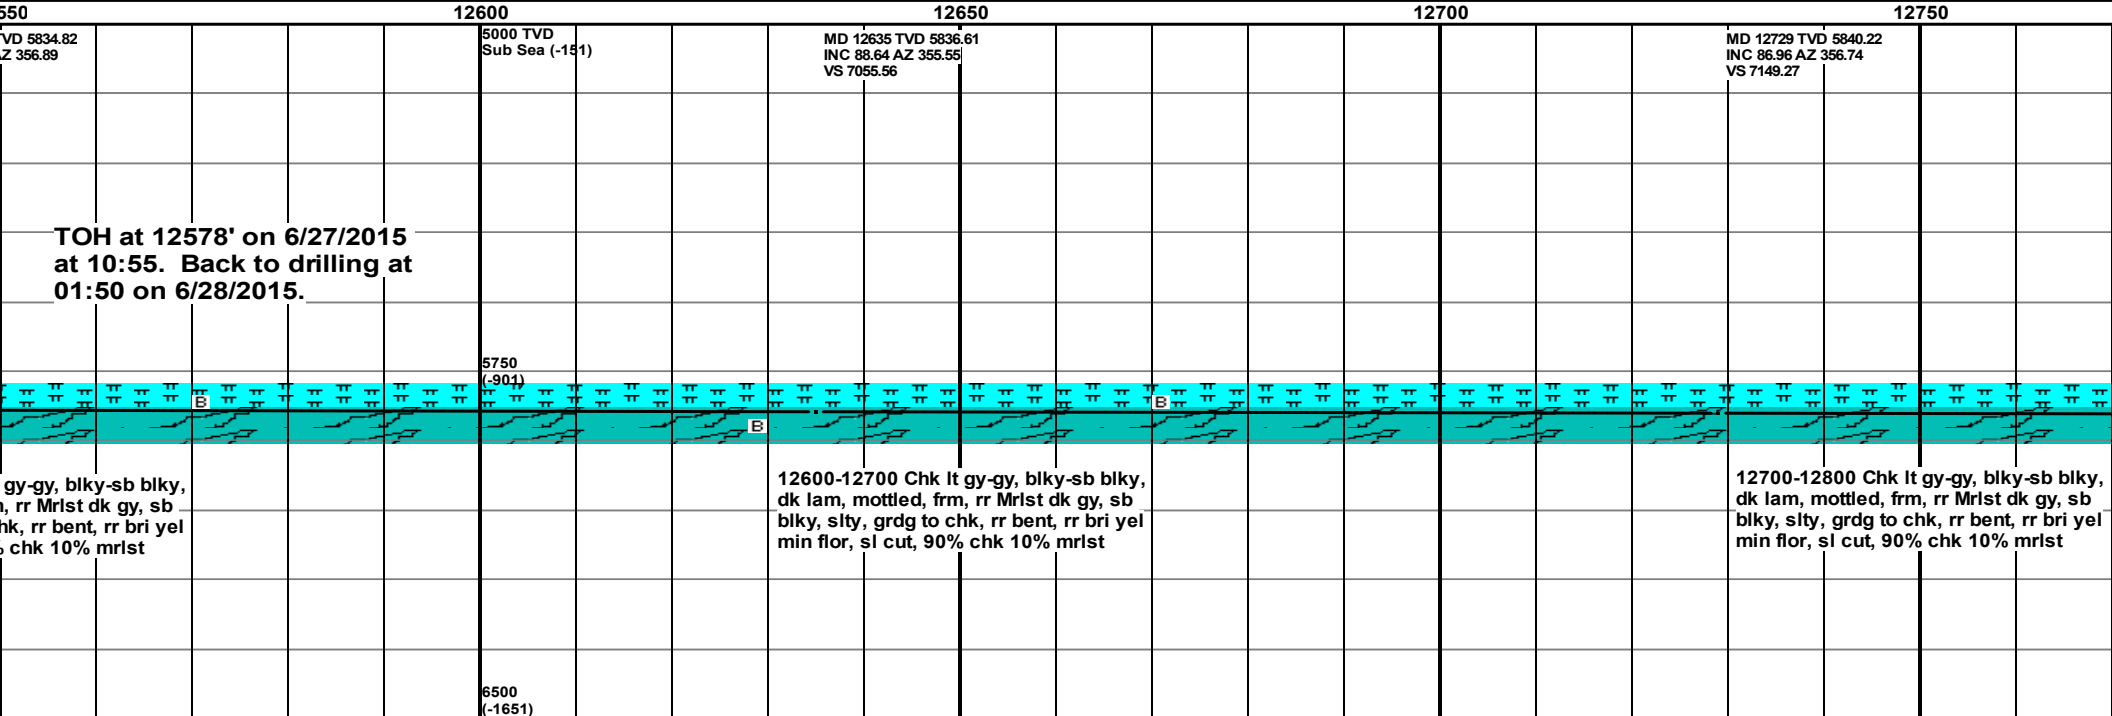 550
12600
12650
12700
12750
TVD 5834.82
AZ 356.89
5000 TVD
Sub Sea (-151)
MD 12635 TVD 5836.61
INC 88.64 AZ 355.55
VS 7055.56
MD 12729 TVD 5840.22
INC 86.96 AZ 356.74
VS 7149.27
TOH at 12578' on 6/27/2015
at 10:55. Back to drilling at
01:50 on 6/28/2015.
5750
(-901)
B
B
B
gy-gy, blky-sb blky,
, rr Mrlst dk gy, sb
hk, rr bent, rr bri yel
% chk 10% mrlst
12600-12700 Chk lt gy-gy, blky-sb blky,
dk lam, mottled, frm, rr Mrlst dk gy, sb
blky, slty, grdg to chk, rr bent, rr bri yel
min flor, sl cut, 90% chk 10% mrlst
12700-12800 Chk lt gy-gy, blky-sb blky,
dk lam, mottled, frm, rr Mrlst dk gy, sb
blky, slty, grdg to chk, rr bent, rr bri yel
min flor, sl cut, 90% chk 10% mrlst
6500
(-1651)